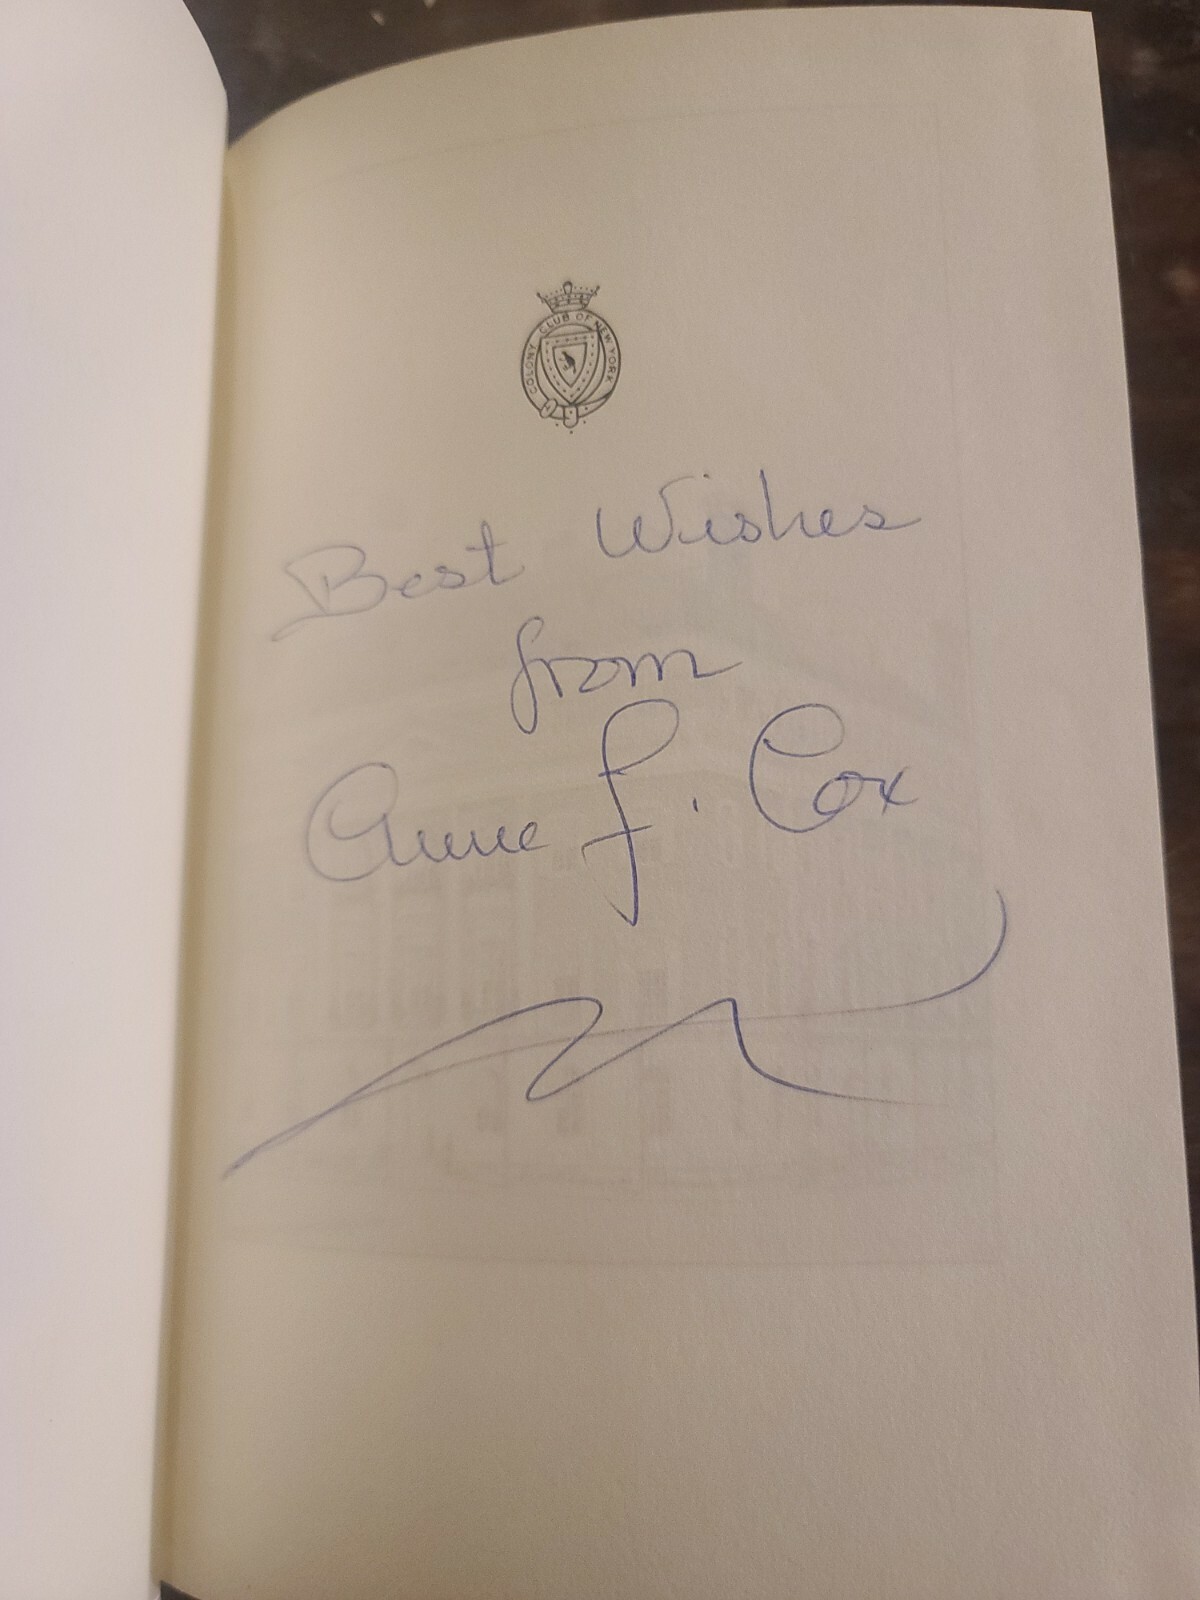 COLONY CLUB OF NEW YORK
Best Wishes
from
Anne F. Cox